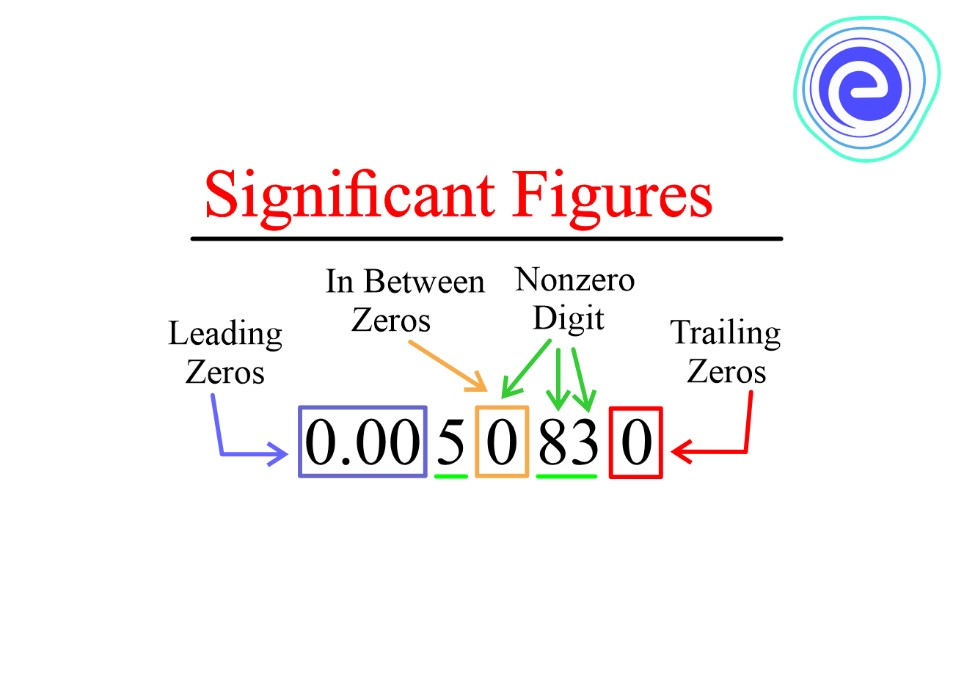 Significant Figures
In Between
Zeros
Nonzero
Digit
Leading
Zeros
Trailing
Zeros
0.00 5 0 83 0